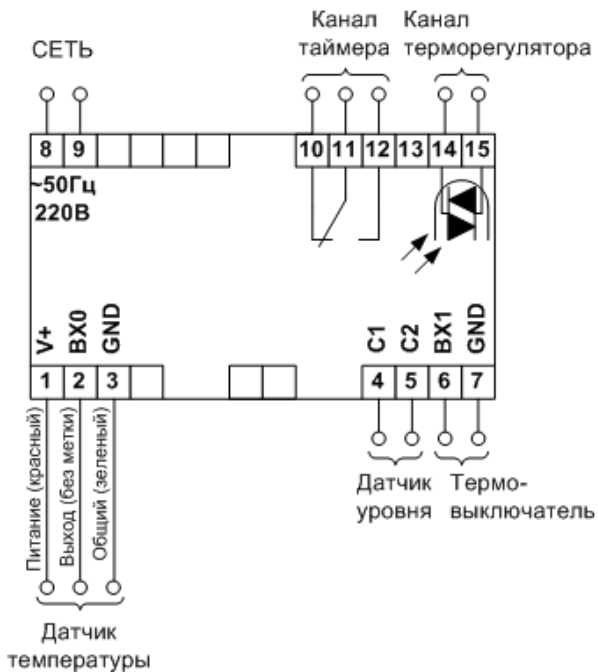 СЕТЬ
Канал
таймера
Канал
терморегулятора
8 9 10 11 12 13 14 15
~50Гц
220В
V+
BX0
GND
C1
C2
BX1
GND
1 2 3 4 5 6 7
Питание (красный)
Выход (без метки)
Общий (зеленый)
Датчик
уровня
Термо-
выключатель
Датчик
температуры